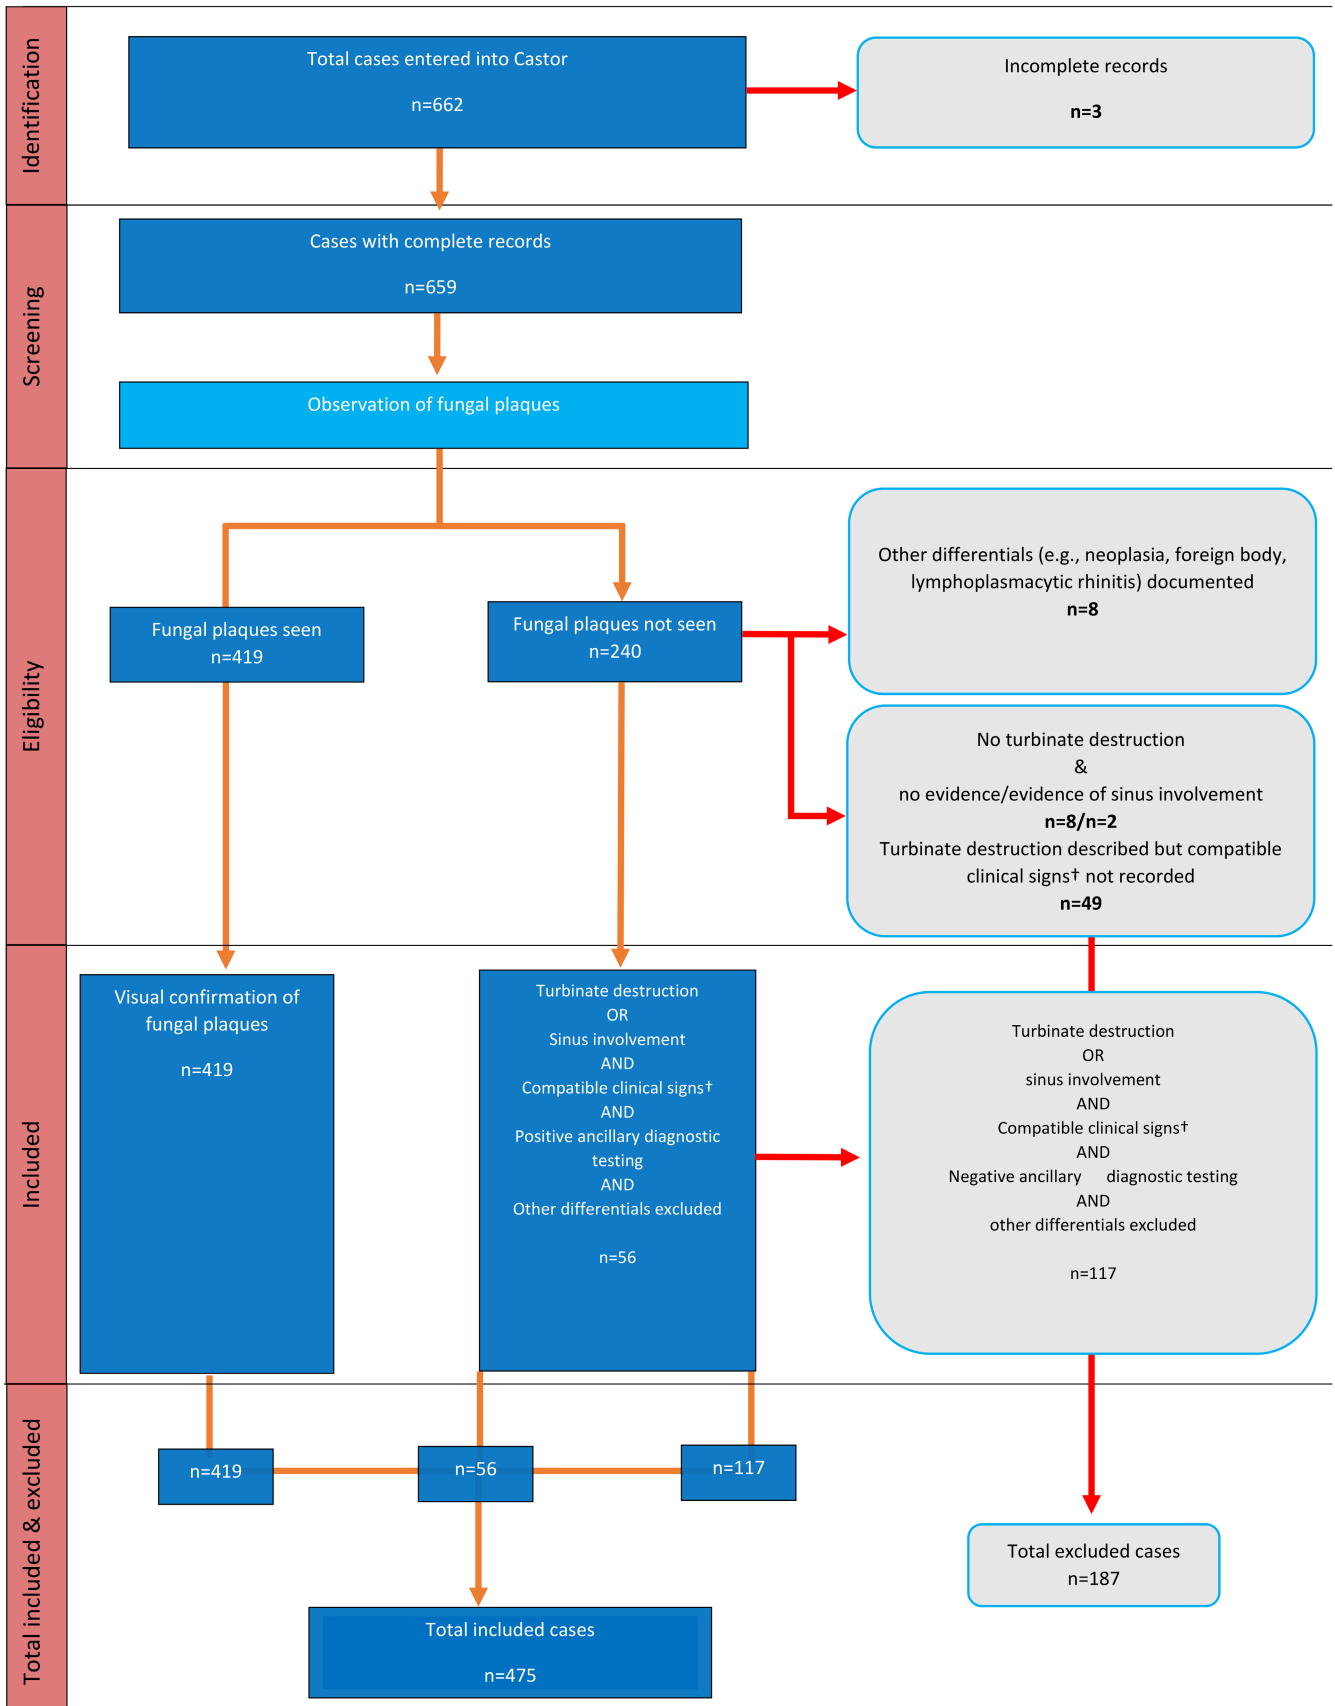 Identification
Total cases entered into Castor
n=662
Incomplete records
n=3
Screening
Cases with complete records
n=659
Observation of fungal plaques
Eligibility
Fungal plaques seen
n=419
Fungal plaques not seen
n=240
Other differentials (e.g., neoplasia, foreign body,
lymphoplasmacytic rhinitis) documented
n=8
No turbinate destruction
&
no evidence/evidence of sinus involvement
n=8/n=2
Turbinate destruction described but compatible
clinical signs† not recorded
n=49
Included
Visual confirmation of
fungal plaques
n=419
Turbinate destruction
OR
Sinus involvement
AND
Compatible clinical signs†
AND
Positive ancillary diagnostic
testing
AND
Other differentials excluded
n=56
Turbinate destruction
OR
sinus involvement
AND
Compatible clinical signs†
AND
Negative ancillary diagnostic testing
AND
other differentials excluded
n=117
Total included & excluded
n=419
n=56
n=117
Total included cases
n=475
Total excluded cases
n=187